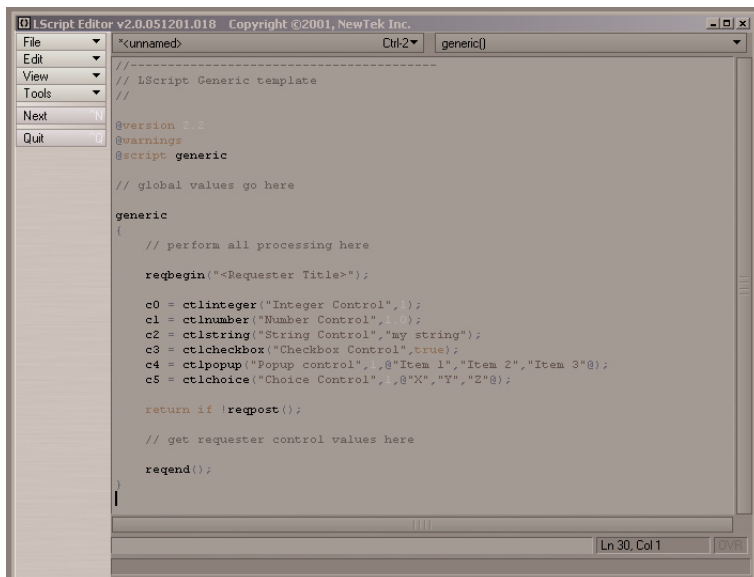 LScript Editor v2.0.051201.018 Copyright ©2001, NewTek Inc.
File
Edit
View
Tools
Next ^N
Quit ^Q
*<unnamed> Ctrl-2 generic()
//-----------------------------------------
// LScript Generic template
//
@version 2.2
@warnings
@script generic
// global values go here
generic
{
// perform all processing here
reqbegin("<Requester Title>");
c0 = ctlinteger("Integer Control",1);
c1 = ctlnumber("Number Control",1.0);
c2 = ctlstring("String Control","my string");
c3 = ctlcheckbox("Checkbox Control",true);
c4 = ctlpopup("Popup control",1,@"Item 1","Item 2","Item 3"@);
c5 = ctlchoice("Choice Control",1,@"X","Y","Z"@);
return if !reqpost();
// get requester control values here
reqend();
}
Ln 30, Col 1 OVR